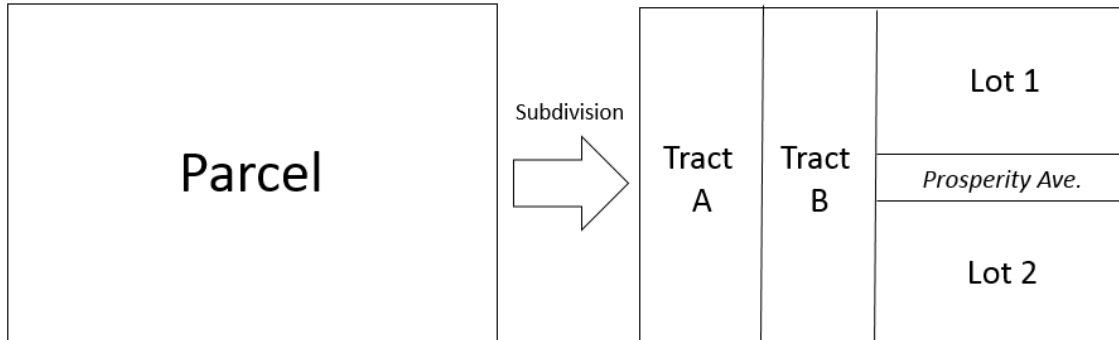 Parcel
Subdivision
Tract
A
Tract
B
Lot 1
Prosperity Ave.
Lot 2